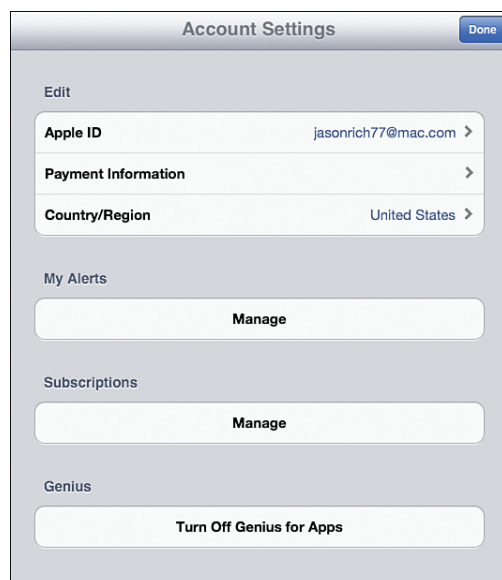 Account Settings
Done
Edit
Apple ID jasonrich77@mac.com
Payment Information
Country/Region United States
My Alerts
Manage
Subscriptions
Manage
Genius
Turn Off Genius for Apps